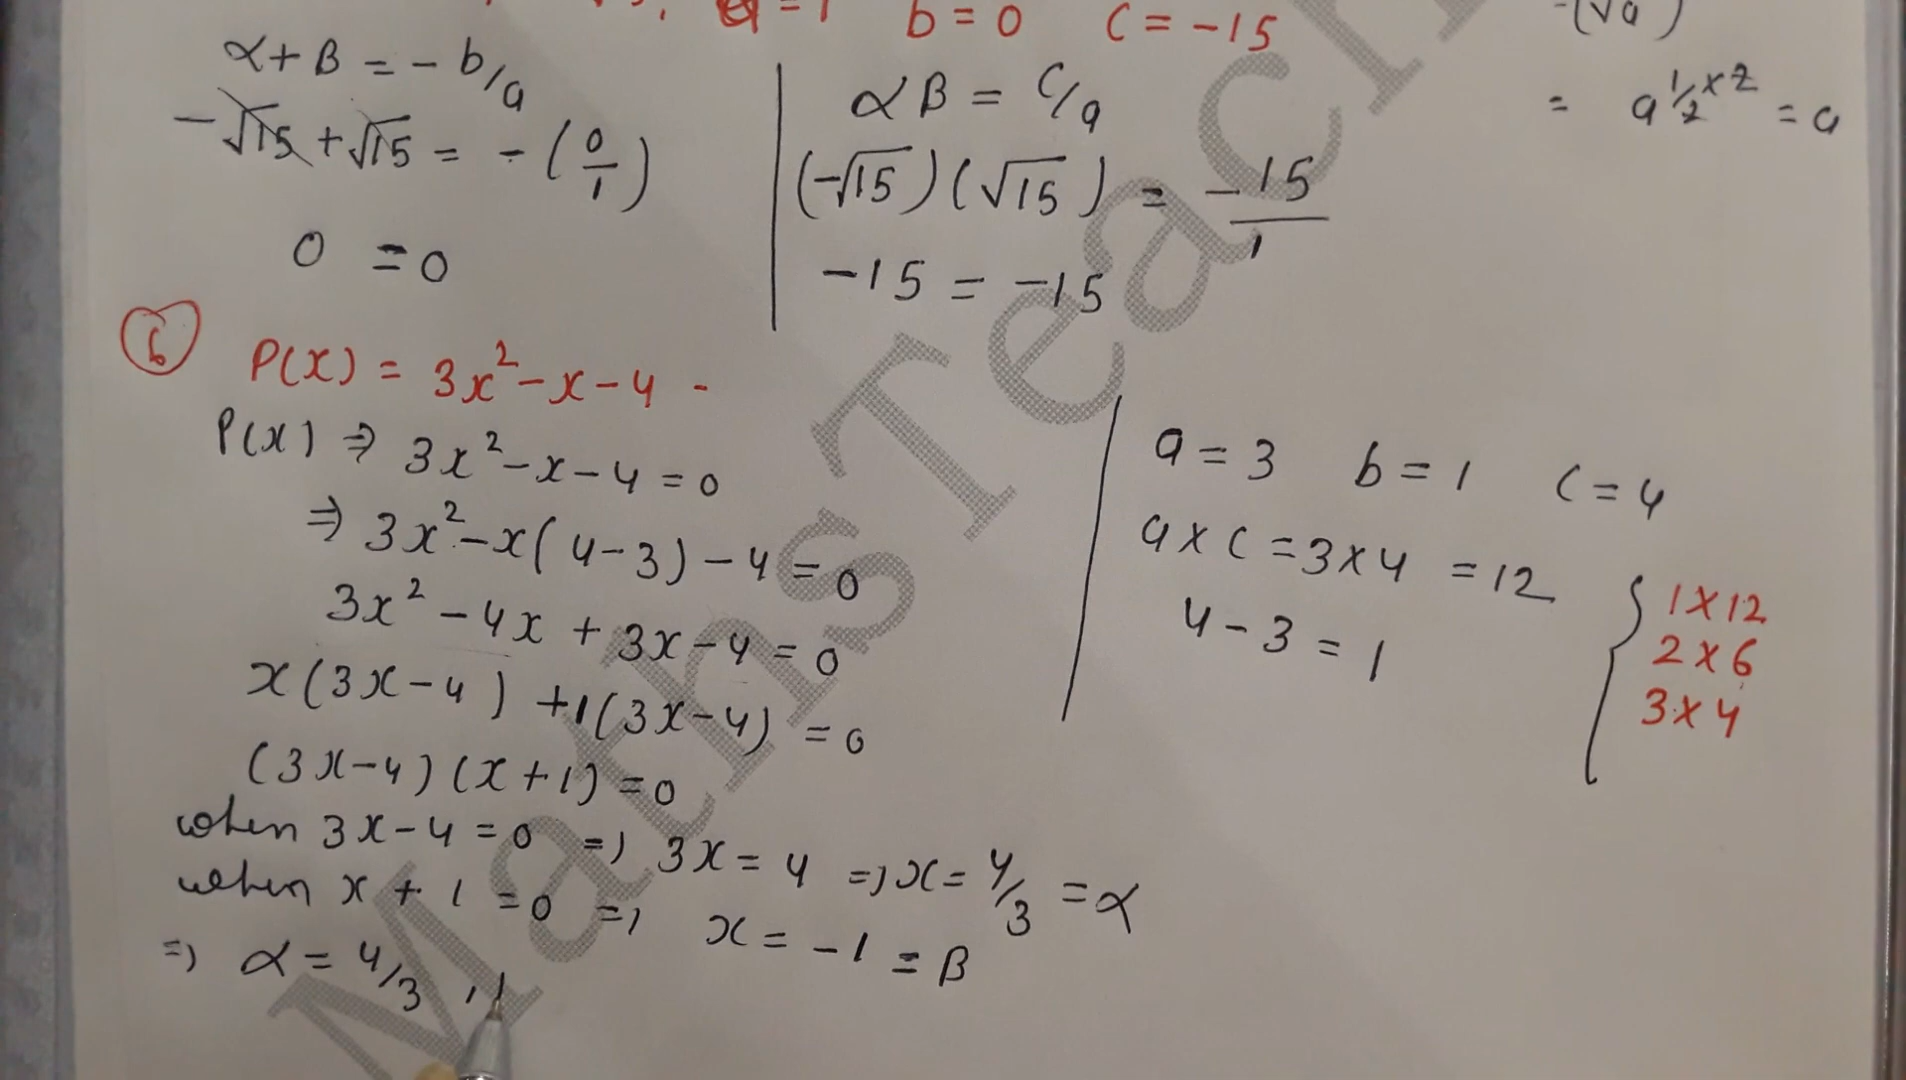 b = 0 c = -15
α + β = - b/a
-√15 + √15 = - (0/1)
0 = 0
αβ = c/a
(-√15)(√15) = -15/1
-15 = -15
-(√a)
= a^(1/2 × 2) = a
6 P(x) = 3x² - x - 4 -
P(x) ⇒ 3x² - x - 4 = 0
⇒ 3x² - x(4 - 3) - 4 = 0
3x² - 4x + 3x - 4 = 0
x(3x - 4) + 1(3x - 4) = 0
(3x - 4)(x + 1) = 0
when 3x - 4 = 0 ⇒ 3x = 4 ⇒ x = 4/3 = α
when x + 1 = 0 ⇒ x = -1 = β
⇒ α = 4/3 ,
a = 3 b = 1 c = 4
a × c = 3 × 4 = 12
4 - 3 = 1
{ 1 × 12
2 × 6
3 × 4
Maths Teac